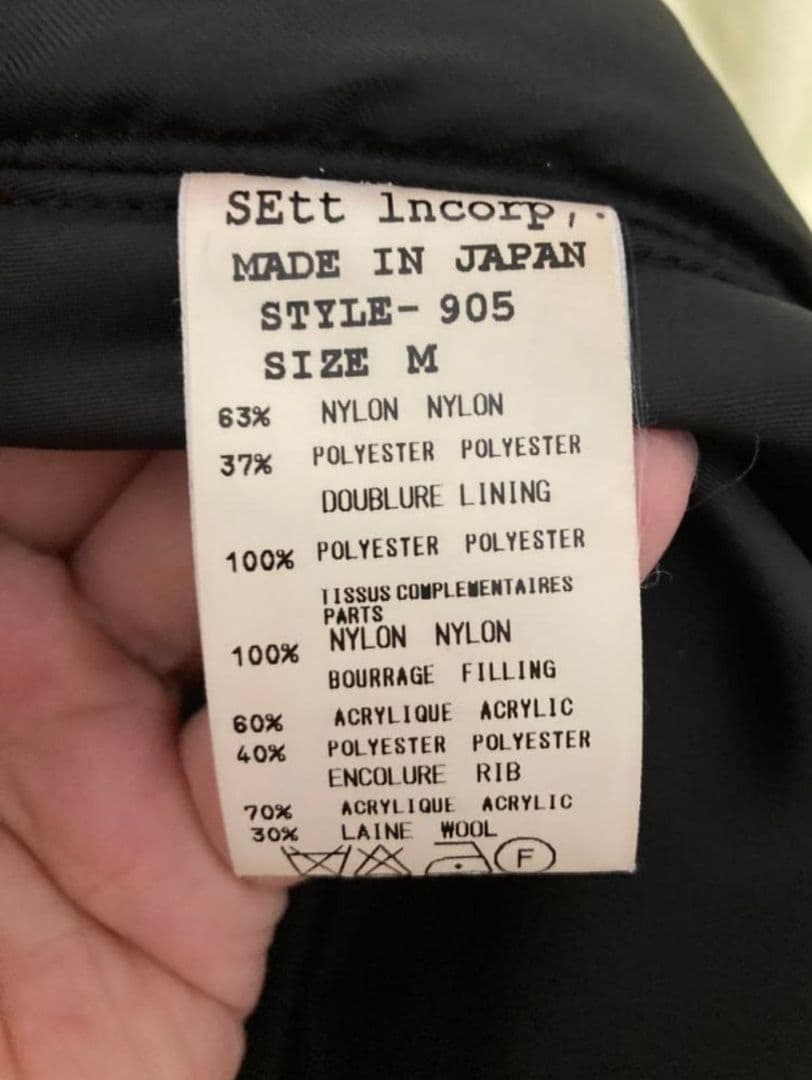 SEtt lncorp,.
MADE IN JAPAN
STYLE- 905
SIZE M
63% NYLON NYLON
37% POLYESTER POLYESTER
DOUBLURE LINING
100% POLYESTER POLYESTER
TISSUS COMPLEMENTAIRES
PARTS
100% NYLON NYLON
BOURRAGE FILLING
60% ACRYLIQUE ACRYLIC
40% POLYESTER POLYESTER
ENCOLURE RIB
70% ACRYLIQUE ACRYLIC
30% LAINE WOOL
F